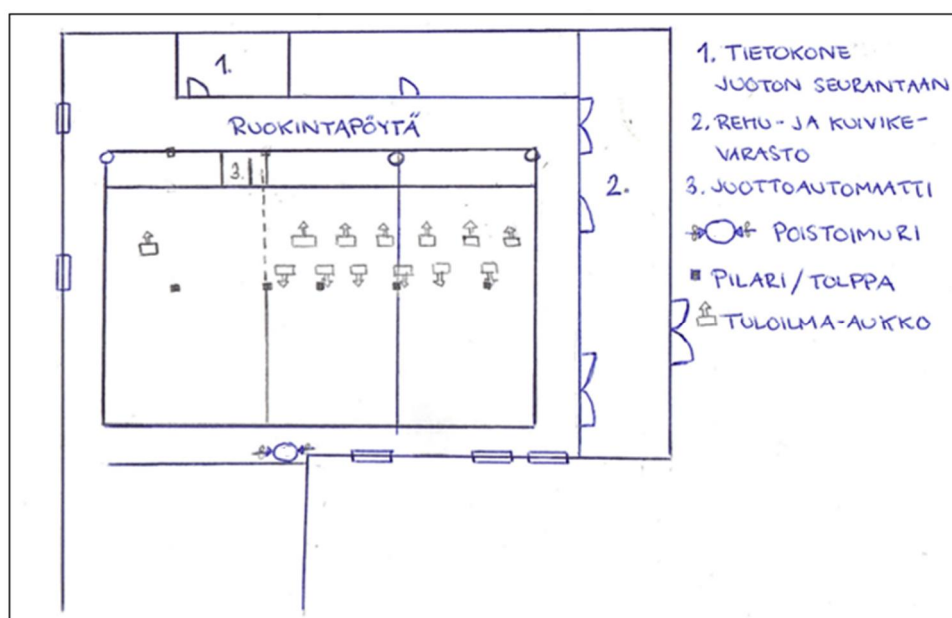 1.
RUOKINTAPÖYTÄ
3.
2.
1. TIETOKONE
JUOTON SEURANTAAN
2. REHU- JA KUIVIKE-
VARASTO
3. JUOTTOAUTOMAATTI
POISTOIMURI
PILARI/TOLPPA
TULOILMA-AUKKO